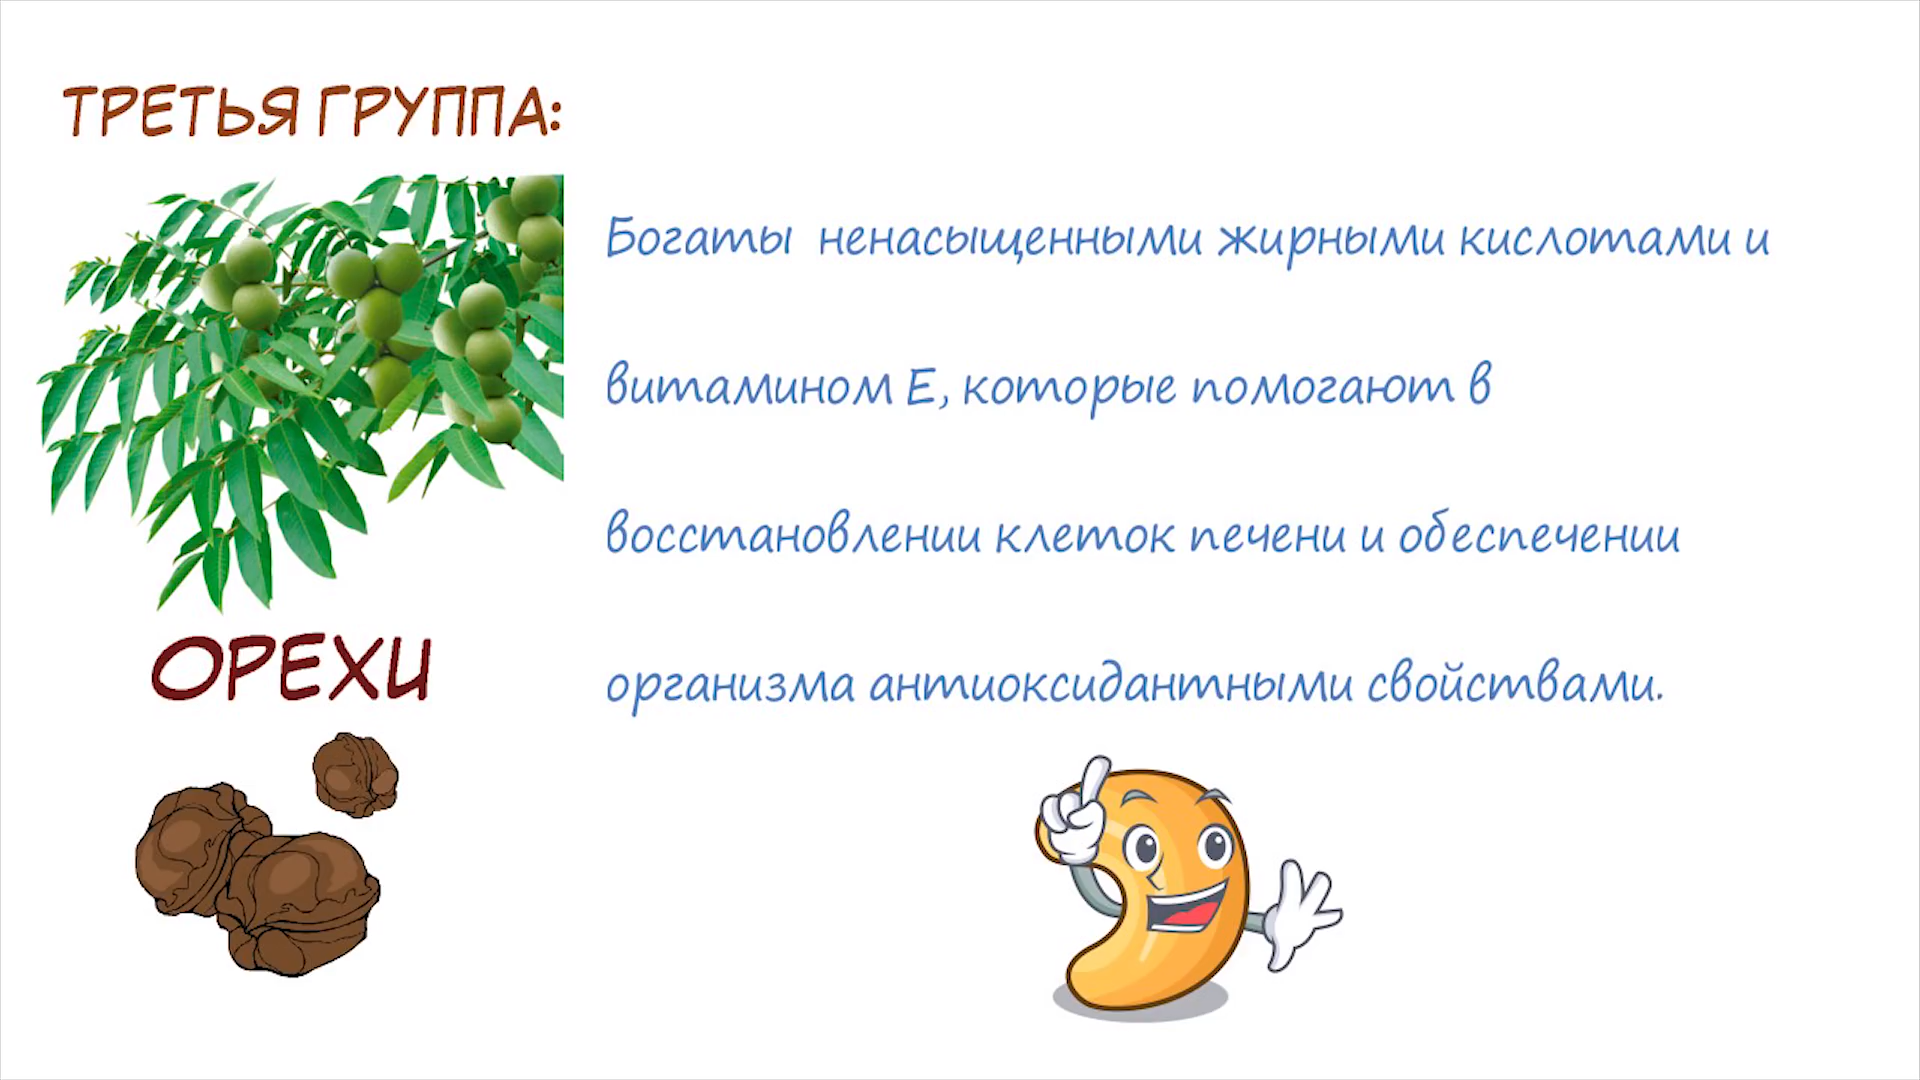 ТРЕТЬЯ ГРУППА:
Богаты ненасыщенными жирными кислотами и
витамином Е, которые помогают в
восстановлении клеток печени и обеспечении
организма антиоксидантными свойствами.
ОРЕХИ